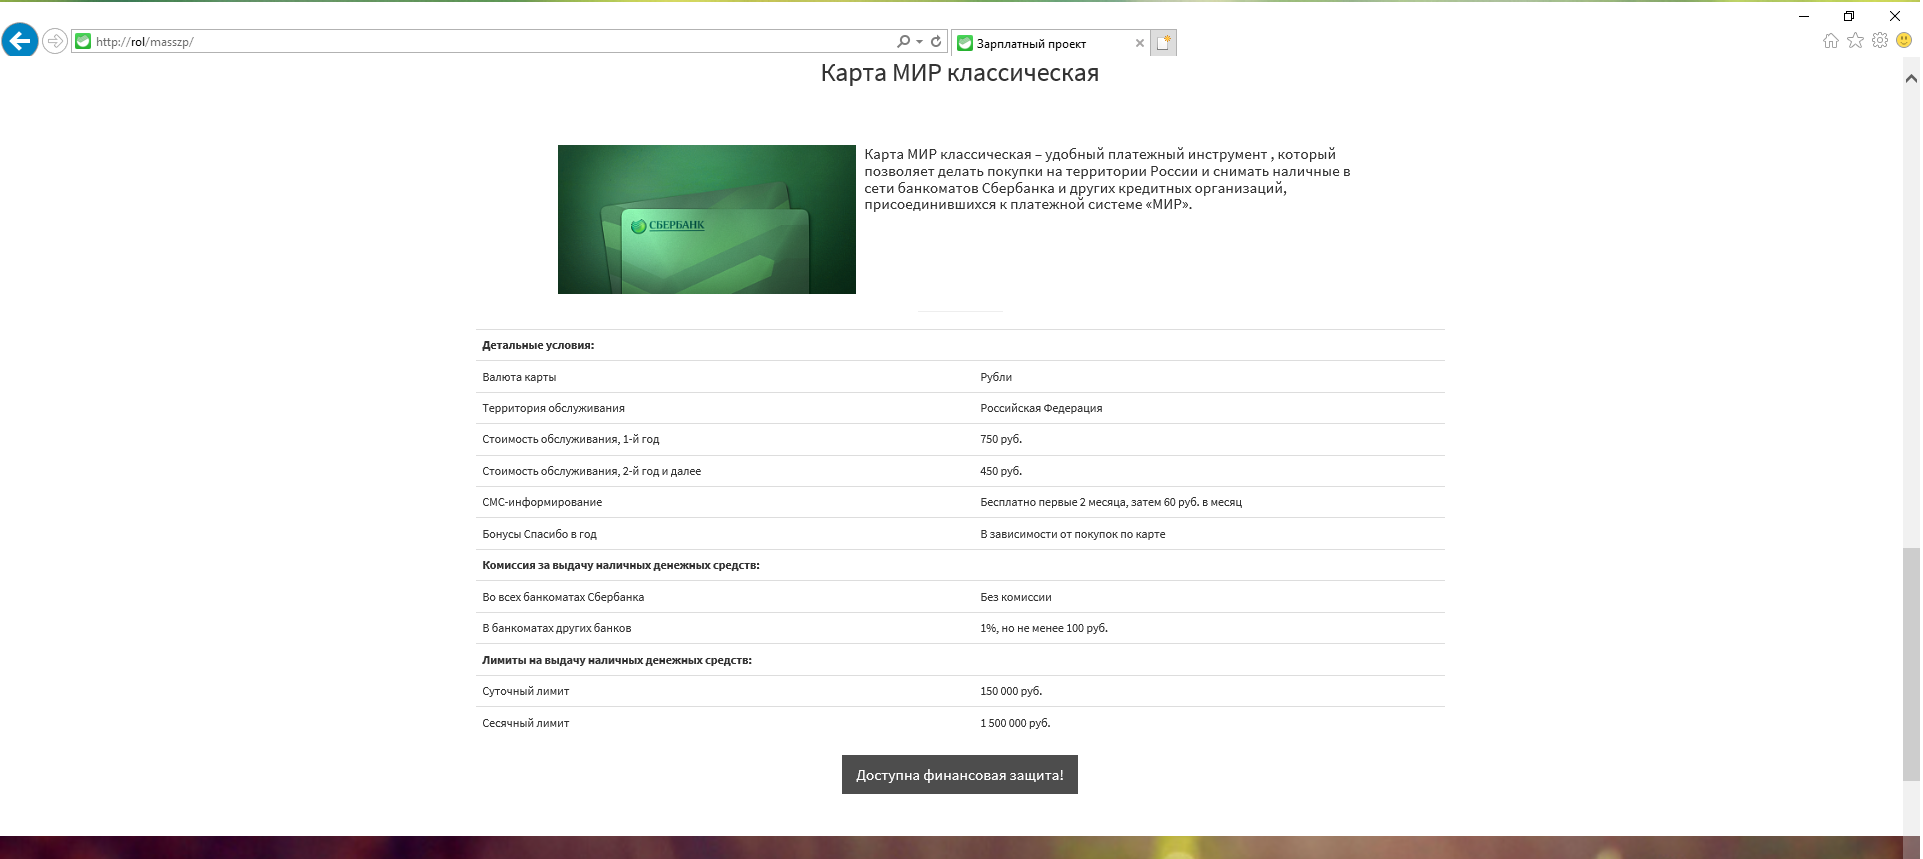 http://rol/masszp/
Зарплатный проект
Карта МИР классическая
СБЕРБАНК
Карта МИР классическая – удобный платежный инструмент , который
позволяет делать покупки на территории России и снимать наличные в
сети банкоматов Сбербанка и других кредитных организаций,
присоединившихся к платежной системе «МИР».
Детальные условия:
Валюта карты Рубли
Территория обслуживания Российская Федерация
Стоимость обслуживания, 1-й год 750 руб.
Стоимость обслуживания, 2-й год и далее 450 руб.
СМС-информирование Бесплатно первые 2 месяца, затем 60 руб. в месяц
Бонусы Спасибо в год В зависимости от покупок по карте
Комиссия за выдачу наличных денежных средств:
Во всех банкоматах Сбербанка Без комиссии
В банкоматах других банков 1%, но не менее 100 руб.
Лимиты на выдачу наличных денежных средств:
Суточный лимит 150 000 руб.
Сесячный лимит 1 500 000 руб.
Доступна финансовая защита!